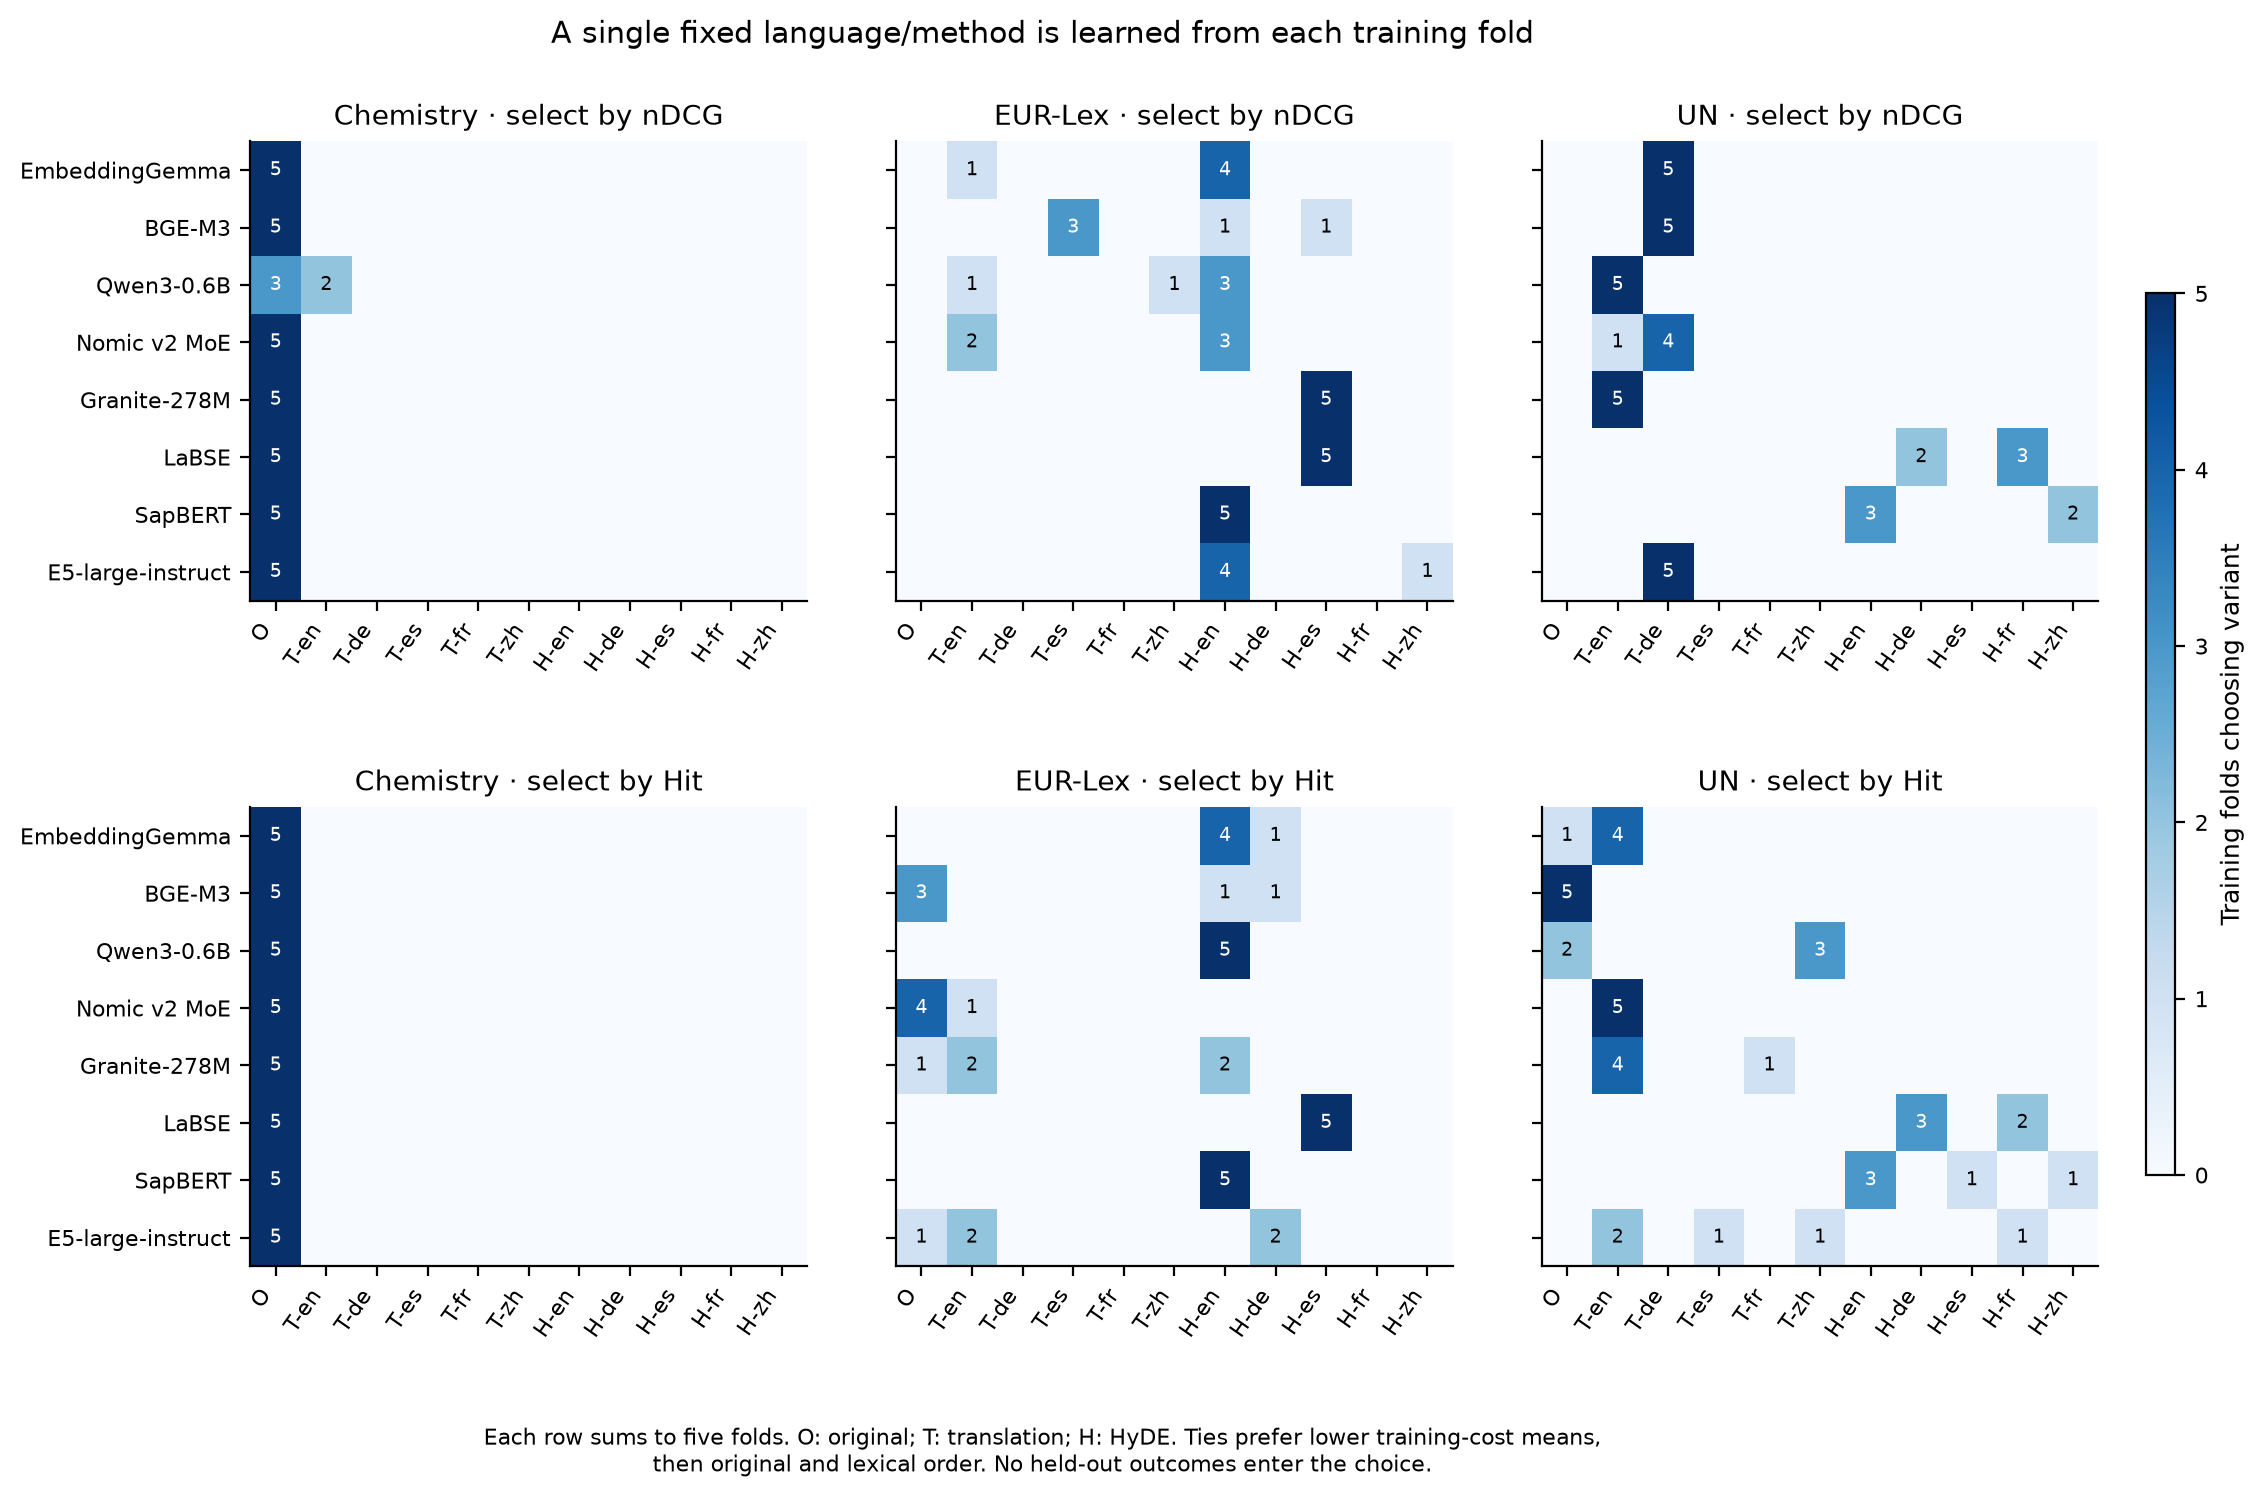 A single fixed language/method is learned from each training fold
Chemistry · select by nDCG
EUR-Lex · select by nDCG
UN · select by nDCG
EmbeddingGemma 5 1 4 5
BGE-M3 5 3 1 1 5
Qwen3-0.6B 3 2 1 1 3 5
Nomic v2 MoE 5 2 3 1 4
Granite-278M 5 5 5
LaBSE 5 5 2 3
SapBERT 5 5 3 2
E5-large-instruct 5 4 1 5
O T-en T-de T-es T-fr T-zh H-en H-de H-es H-fr H-zh
O T-en T-de T-es T-fr T-zh H-en H-de H-es H-fr H-zh
O T-en T-de T-es T-fr T-zh H-en H-de H-es H-fr H-zh
Chemistry · select by Hit
EUR-Lex · select by Hit
UN · select by Hit
EmbeddingGemma 5 4 1 1 4
BGE-M3 5 3 1 1 5
Qwen3-0.6B 5 5 2 3
Nomic v2 MoE 5 4 1 5
Granite-278M 5 1 2 2 4 1
LaBSE 5 5 3 2
SapBERT 5 5 3 1 1
E5-large-instruct 5 1 2 2 2 1 1 1
O T-en T-de T-es T-fr T-zh H-en H-de H-es H-fr H-zh
O T-en T-de T-es T-fr T-zh H-en H-de H-es H-fr H-zh
O T-en T-de T-es T-fr T-zh H-en H-de H-es H-fr H-zh
5
4
3
2
1
0
Training folds choosing variant
Each row sums to five folds. O: original; T: translation; H: HyDE. Ties prefer lower training-cost means,
then original and lexical order. No held-out outcomes enter the choice.